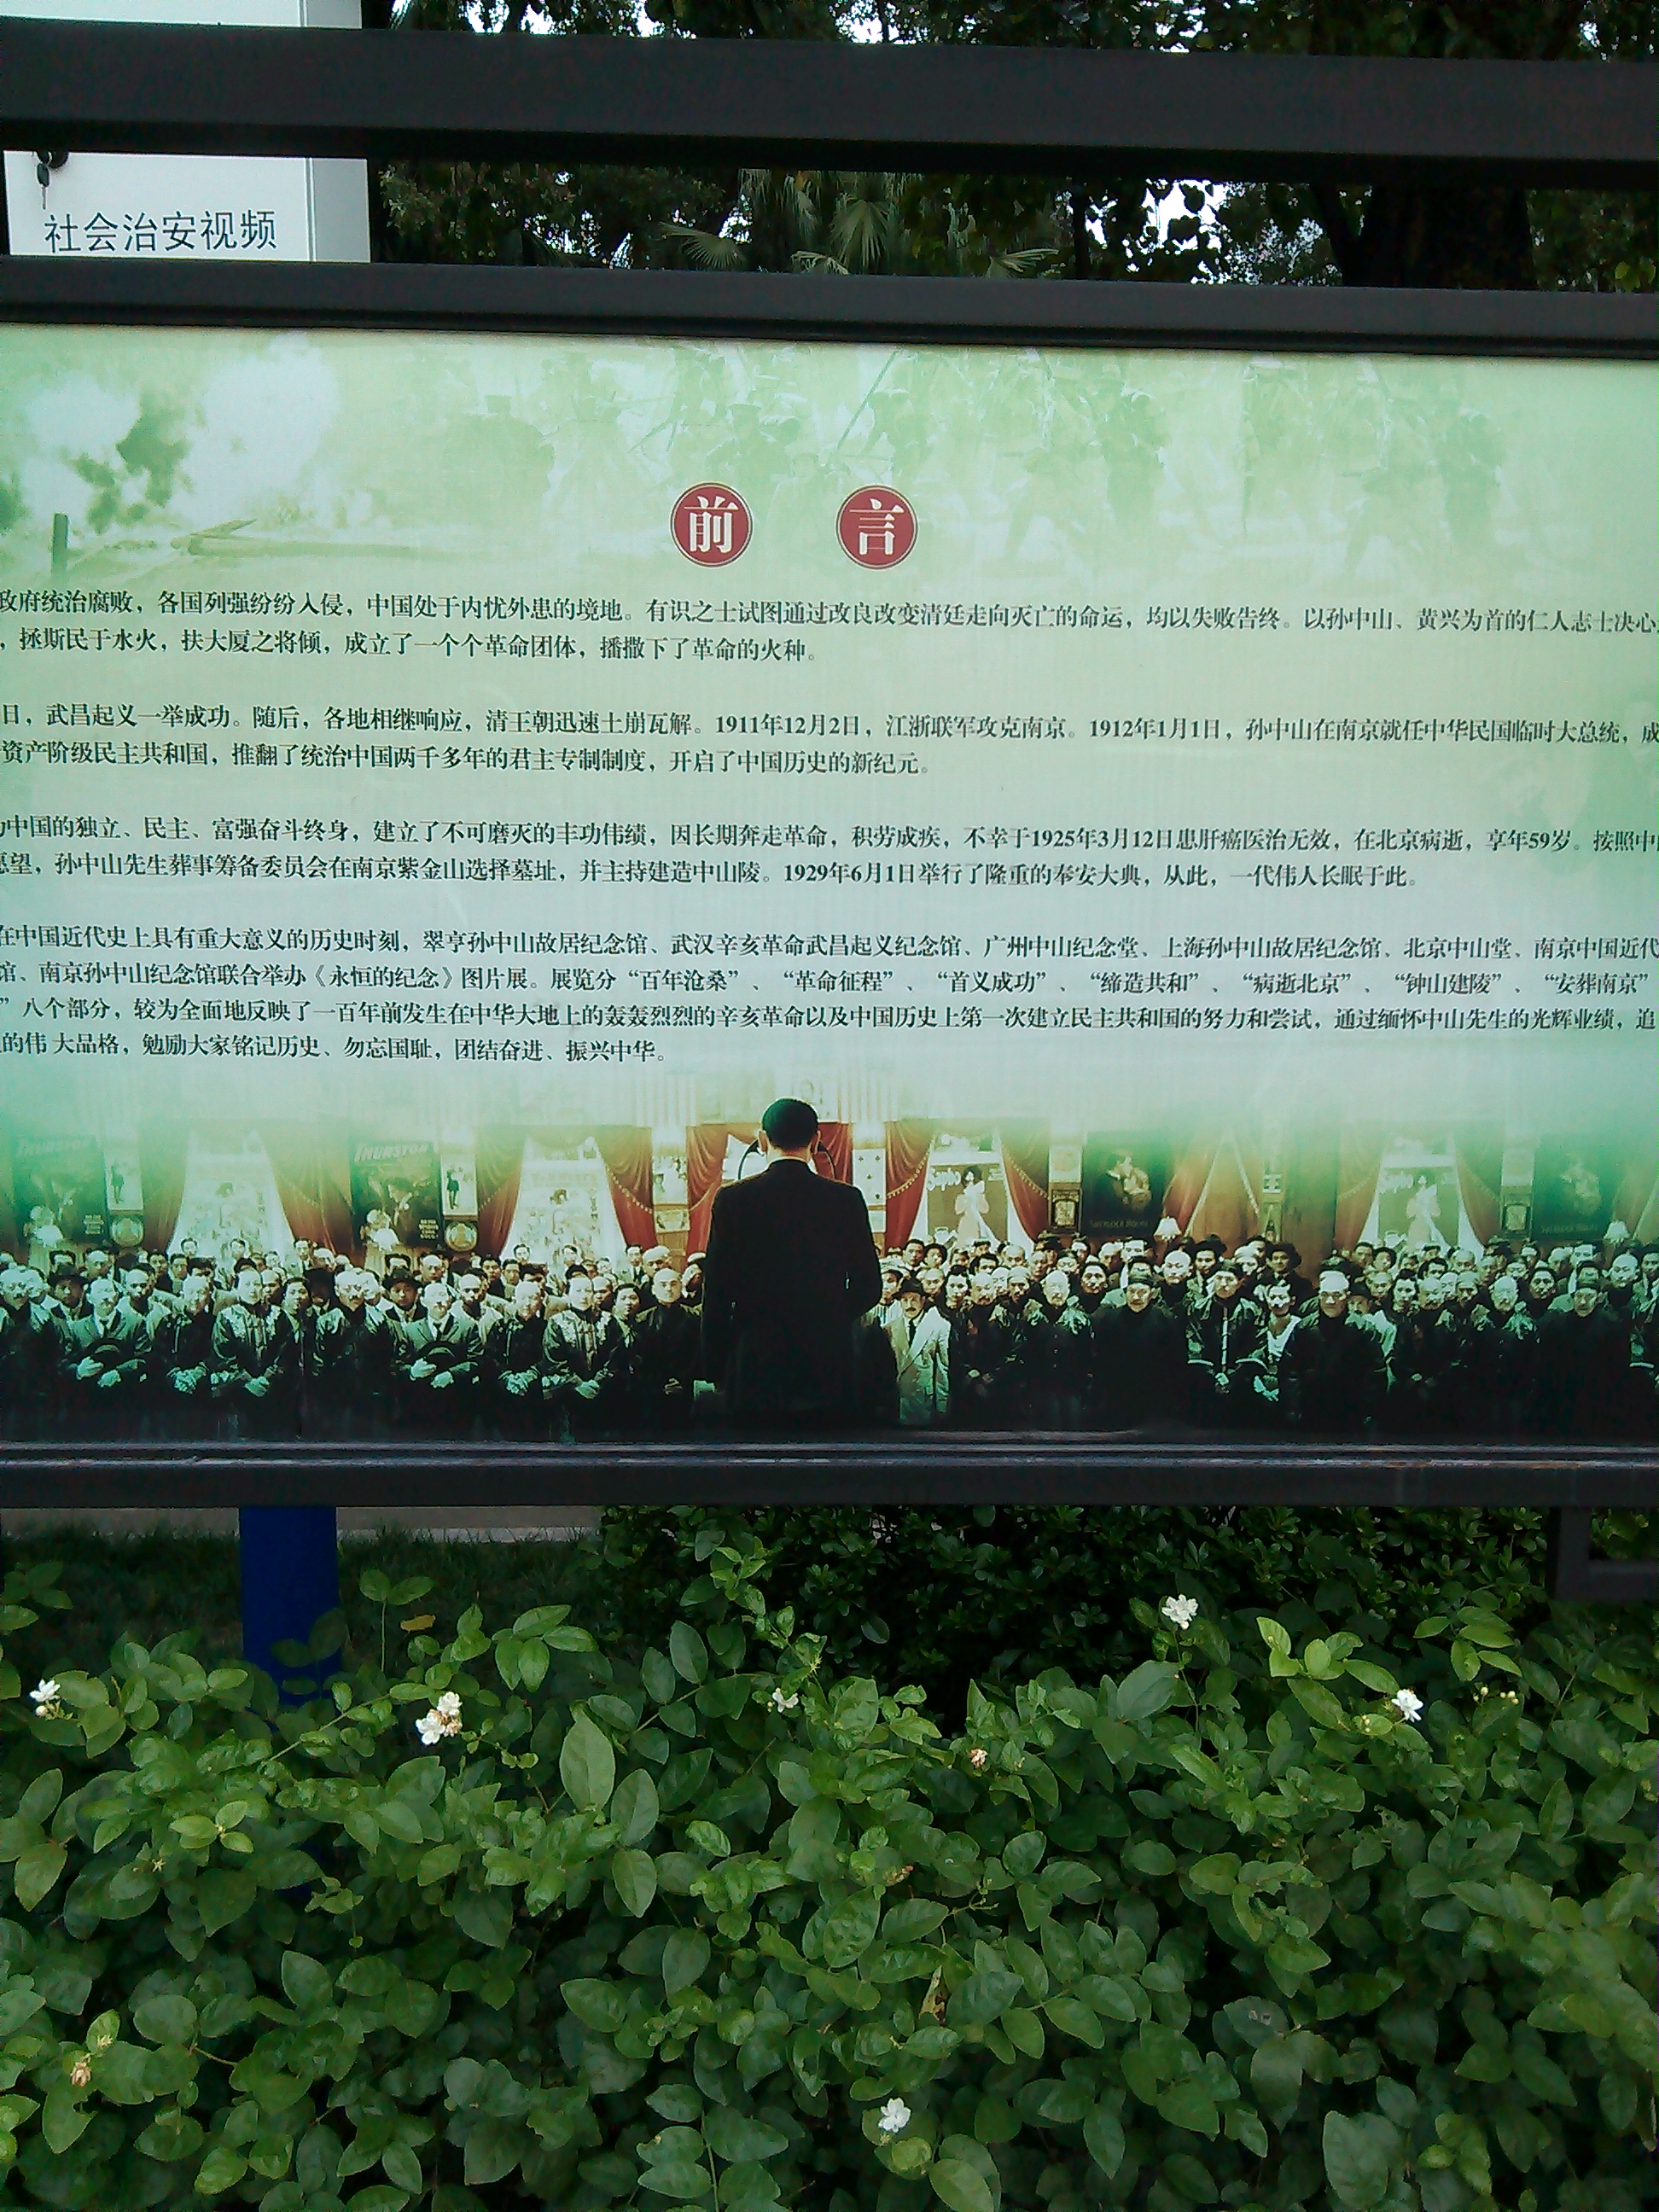 社会治安视频
前言
政府统治腐败，各国列强纷纷入侵，中国处于内忧外患的境地。有识之士试图通过改良改变清廷走向灭亡的命运，均以失败告终。以孙中山、黄兴为首的仁人志士决心
，拯斯民于水火，扶大厦之将倾，成立了一个个革命团体，播撒下了革命的火种。
日，武昌起义一举成功。随后，各地相继响应，清王朝迅速土崩瓦解。1911年12月2日，江浙联军攻克南京。1912年1月1日，孙中山在南京就任中华民国临时大总统，成
资产阶级民主共和国，推翻了统治中国两千多年的君主专制制度，开启了中国历史的新纪元。
中国的独立、民主、富强奋斗终身，建立了不可磨灭的丰功伟绩，因长期奔走革命，积劳成疾，不幸于1925年3月12日患肝癌医治无效，在北京病逝，享年59岁。按照中
愿望，孙中山先生葬事筹备委员会在南京紫金山选择墓址，并主持建造中山陵。1929年6月1日举行了隆重的奉安大典，从此，一代伟人长眠于此。
在中国近代史上具有重大意义的历史时刻，翠亨孙中山故居纪念馆、武汉辛亥革命武昌起义纪念馆、广州中山纪念堂、上海孙中山故居纪念馆、北京中山堂、南京中国近代
馆、南京孙中山纪念馆联合举办《永恒的纪念》图片展。展览分“百年沧桑”、“革命征程”、“首义成功”、“缔造共和”、“病逝北京”、“钟山建陵”、“安葬南京”
”八个部分，较为全面地反映了一百年前发生在中华大地上的轰轰烈烈的辛亥革命以及中国历史上第一次建立民主共和国的努力和尝试，通过缅怀中山先生的光辉业绩，追
的伟 大品格，勉励大家铭记历史、勿忘国耻，团结奋进、振兴中华。
THURSTON
Sapho